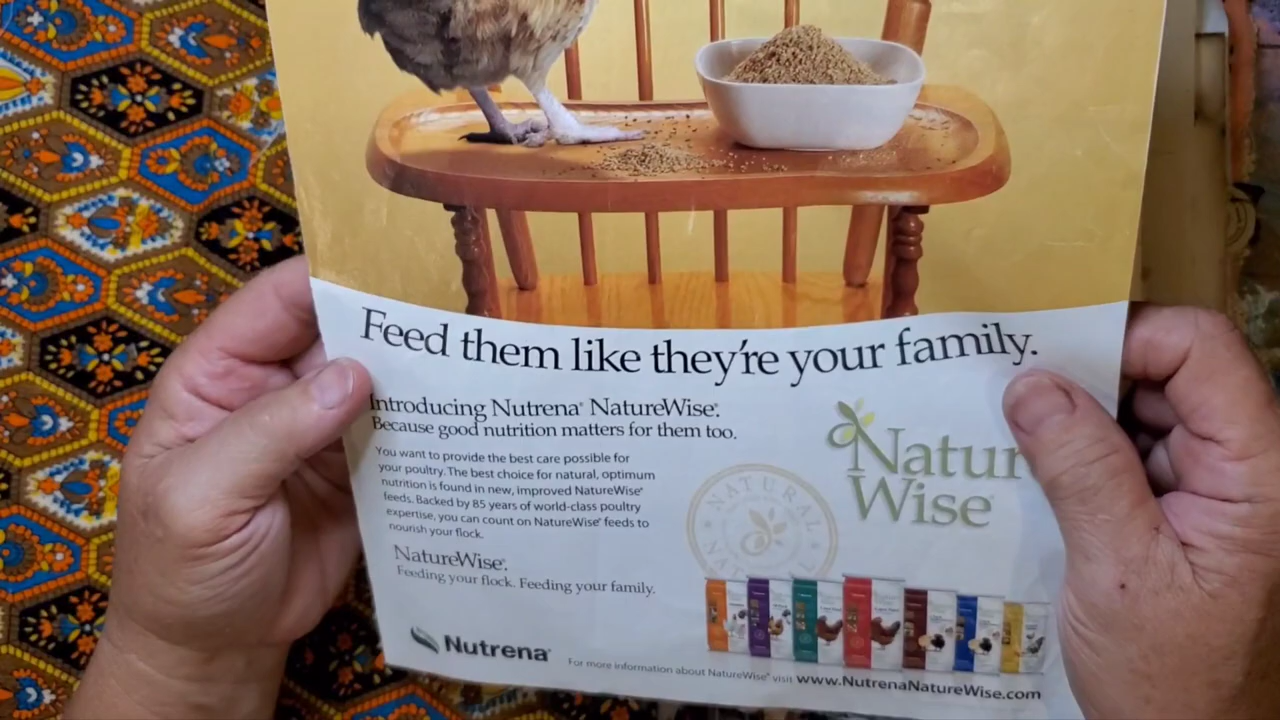 Feed them like they're your family.
Introducing Nutrena® NatureWise®.
Because good nutrition matters for them too.
You want to provide the best care possible for
your poultry. The best choice for natural, optimum
nutrition is found in new, improved NatureWise®
feeds. Backed by 85 years of world-class poultry
expertise, you can count on NatureWise® feeds to
nourish your flock.
NatureWise®.
Feeding your flock. Feeding your family.
Natur
Wise®
NATURAL
Nutrena®
For more information about NatureWise® visit www.NutrenaNatureWise.com